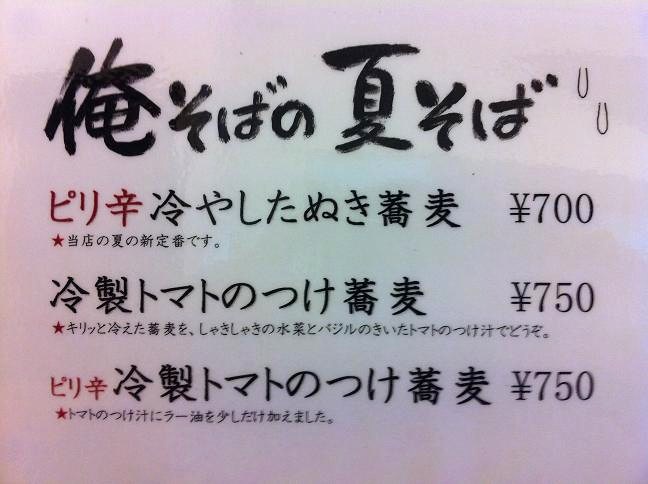 俺そばの夏そば
ピリ辛冷やしたぬき蕎麦 ¥700
★当店の夏の新定番です。
冷製トマトのつけ蕎麦 ¥750
★キリッと冷えた蕎麦を、しゃきしゃきの水菜とバジルのきいたトマトのつけ汁でどうぞ。
ピリ辛冷製トマトのつけ蕎麦 ¥750
★トマトのつけ汁にラー油を少しだけ加えました。